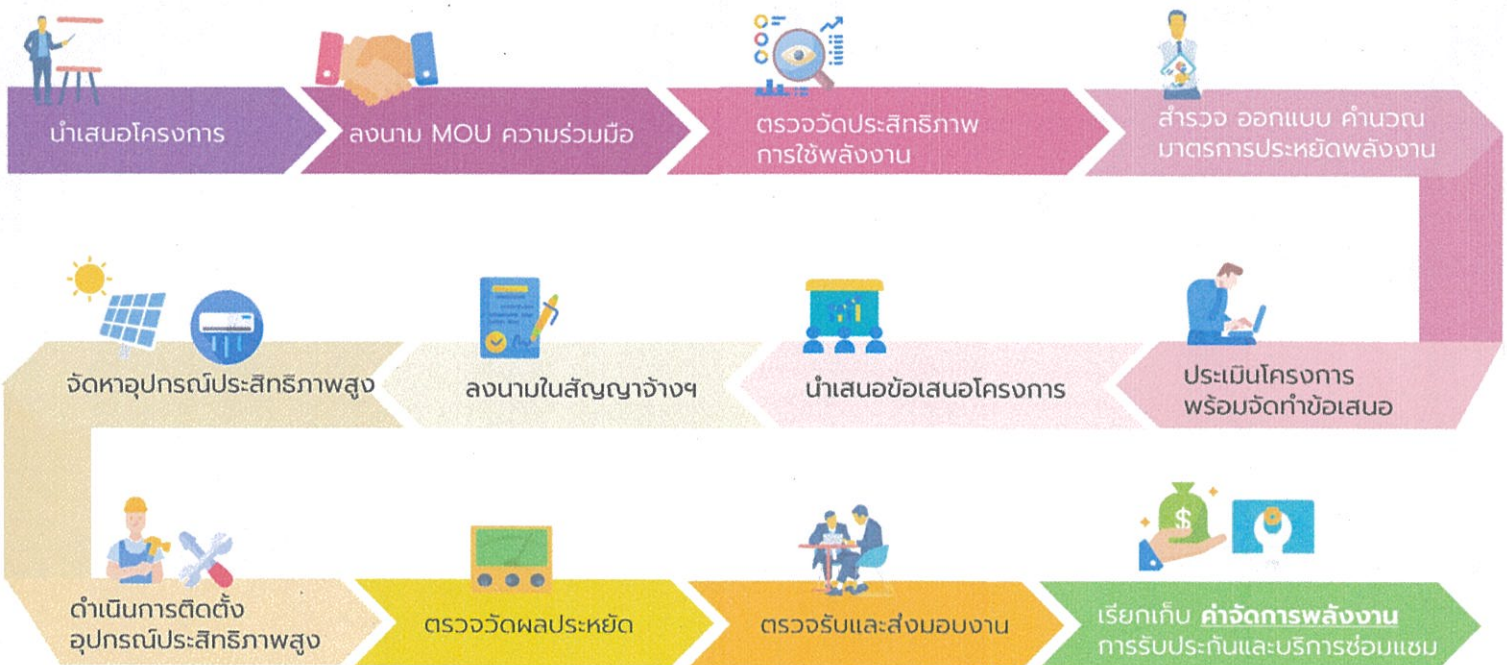 นำเสนอโครงการ
ลงนาม MOU ความร่วมมือ
ตรวจวัดประสิทธิภาพ
การใช้พลังงาน
สำรวจ ออกแบบ คำนวณ
มาตรการประหยัดพลังงาน
ประเมินโครงการ
พร้อมจัดทำข้อเสนอ
นำเสนอข้อเสนอโครงการ
ลงนามในสัญญาจ้างฯ
จัดหาอุปกรณ์ประสิทธิภาพสูง
ดำเนินการติดตั้ง
อุปกรณ์ประสิทธิภาพสูง
ตรวจวัดผลประหยัด
ตรวจรับและส่งมอบงาน
เรียกเก็บ ค่าจัดการพลังงาน
การรับประกันและบริการซ่อมแซม